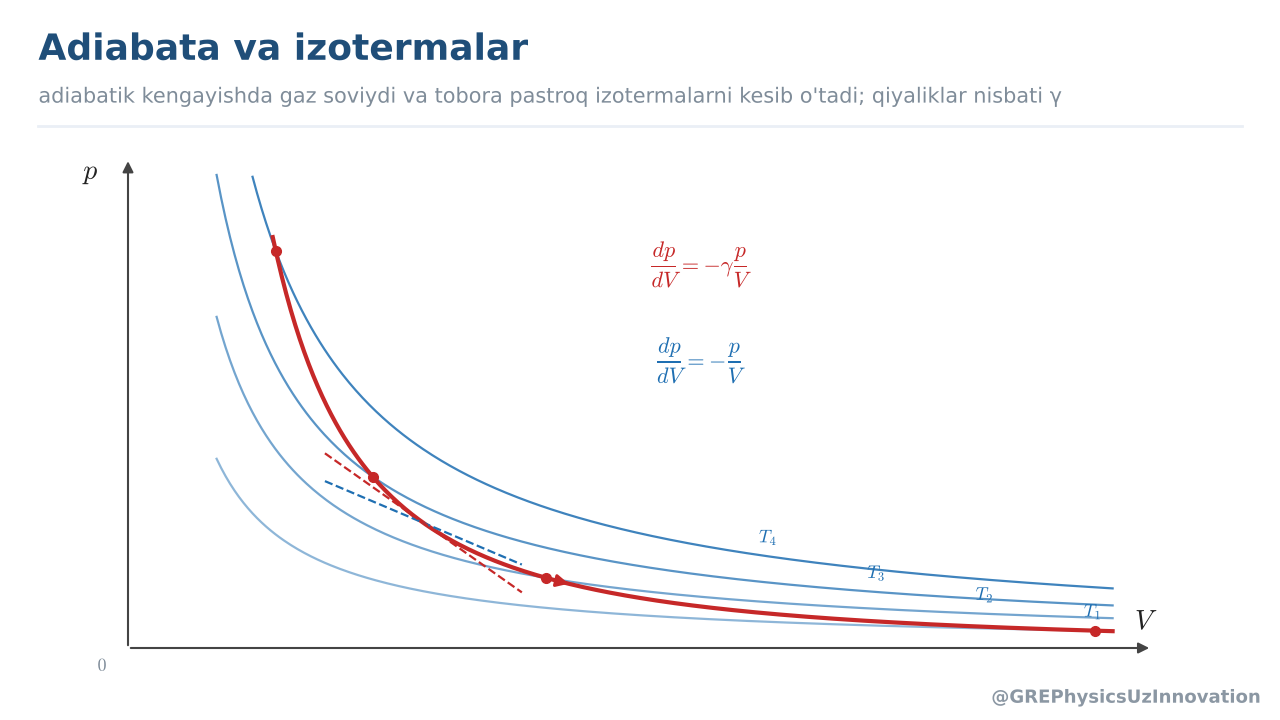 Adiabata va izotermalar
adiabatik kengayishda gaz soviydi va tobora pastroq izotermalarni kesib o'tadi; qiyaliklar nisbati γ
p
dp/dV = −γ p/V
dp/dV = − p/V
T₄
T₃
T₂
T₁
V
0
@GREPhysicsUzInnovation